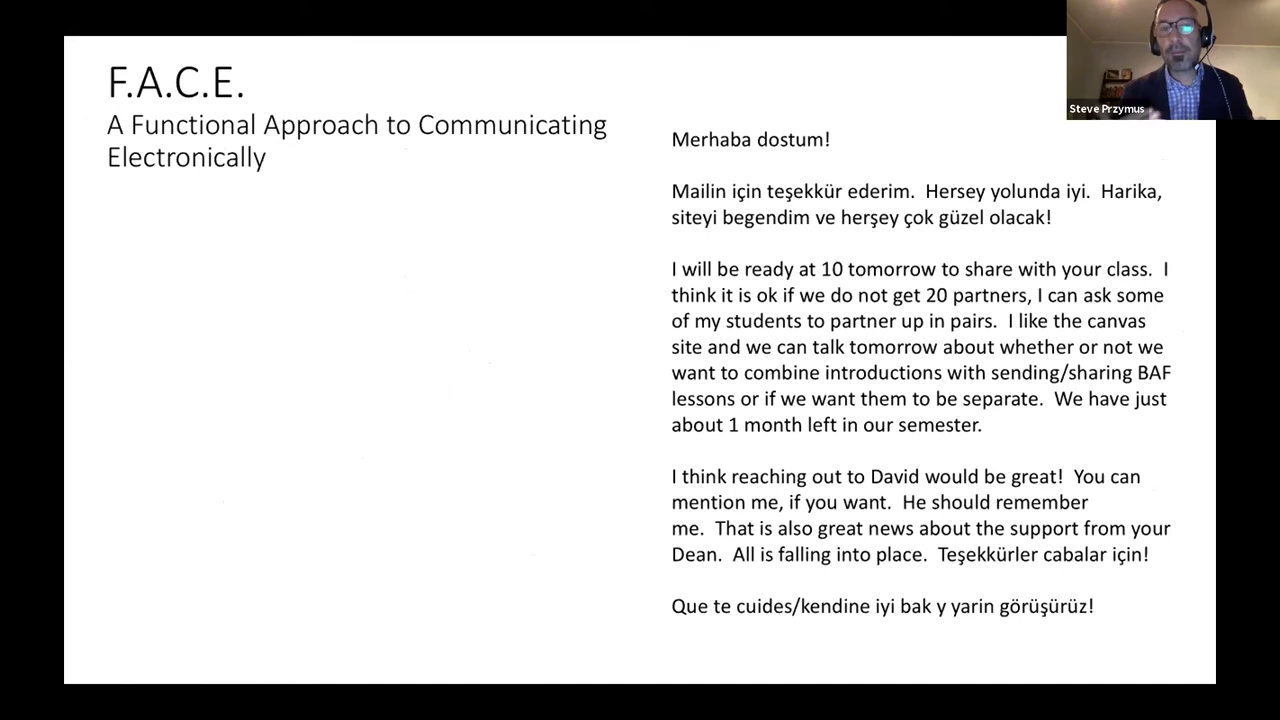 F.A.C.E.
A Functional Approach to Communicating
Electronically
Steve Przymus
Merhaba dostum!
Mailin için teşekkür ederim. Hersey yolunda iyi. Harika,
siteyi begendim ve herşey çok güzel olacak!
I will be ready at 10 tomorrow to share with your class. I
think it is ok if we do not get 20 partners, I can ask some
of my students to partner up in pairs. I like the canvas
site and we can talk tomorrow about whether or not we
want to combine introductions with sending/sharing BAF
lessons or if we want them to be separate. We have just
about 1 month left in our semester.
I think reaching out to David would be great! You can
mention me, if you want. He should remember
me. That is also great news about the support from your
Dean. All is falling into place. Teşekkürler cabalar için!
Que te cuides/kendine iyi bak y yarin görüşürüz!